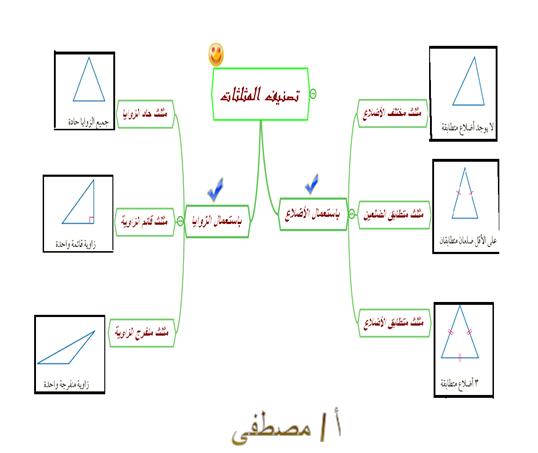 تصنيف المثلثات
باستعمال الأضلاع
مثلث مختلف الأضلاع
لا يوجد أضلاع متطابقة
مثلث متطابق الضلعين
على الأقل ضلعان متطابقان
مثلث متطابق الأضلاع
٣ أضلاع متطابقة
باستعمال الزوايا
مثلث حاد الزوايا
جميع الزوايا حادة
مثلث قائم الزاوية
زاوية قائمة واحدة
مثلث منفرج الزاوية
زاوية منفرجة واحدة
أ / مصطفى